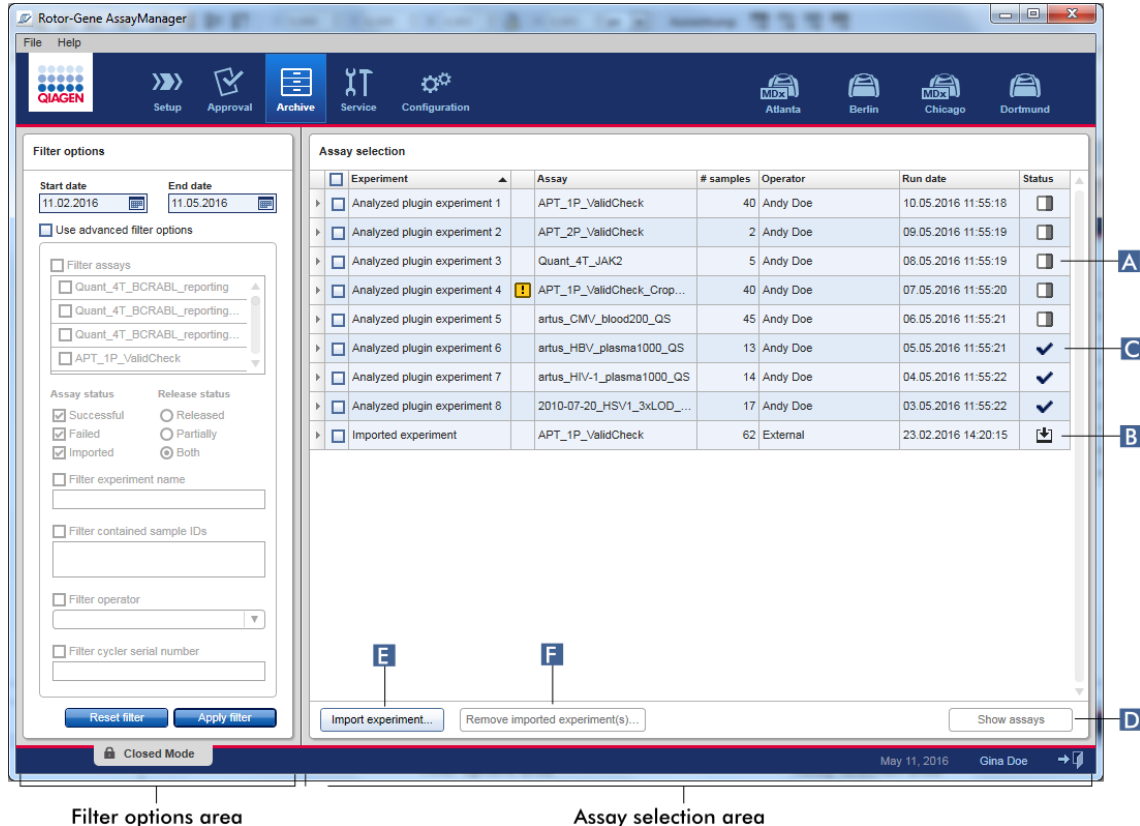 Rotor-Gene AssayManager
File Help
QIAGEN
Setup Approval Archive Service Configuration
MDx Atlanta Berlin MDx Chicago Dortmund
Filter options
Start date End date
11.02.2016 11.05.2016
Use advanced filter options
Filter assays
Quant_4T_BCRABL_reporting
Quant_4T_BCRABL_reporting...
Quant_4T_BCRABL_reporting...
APT_1P_ValidCheck
Assay status Release status
Successful Released
Failed Partially
Imported Both
Filter experiment name
Filter contained sample IDs
Filter operator
Filter cycler serial number
Reset filter Apply filter
Assay selection
Experiment Assay # samples Operator Run date Status
Analyzed plugin experiment 1 APT_1P_ValidCheck 40 Andy Doe 10.05.2016 11:55:18
Analyzed plugin experiment 2 APT_2P_ValidCheck 2 Andy Doe 09.05.2016 11:55:19
Analyzed plugin experiment 3 Quant_4T_JAK2 5 Andy Doe 08.05.2016 11:55:19 A
Analyzed plugin experiment 4 ! APT_1P_ValidCheck_Crop... 40 Andy Doe 07.05.2016 11:55:20
Analyzed plugin experiment 5 artus_CMV_blood200_QS 45 Andy Doe 06.05.2016 11:55:21
Analyzed plugin experiment 6 artus_HBV_plasma1000_QS 13 Andy Doe 05.05.2016 11:55:21 C
Analyzed plugin experiment 7 artus_HIV-1_plasma1000_QS 14 Andy Doe 04.05.2016 11:55:22
Analyzed plugin experiment 8 2010-07-20_HSV1_3xLOD_... 17 Andy Doe 03.05.2016 11:55:22
Imported experiment APT_1P_ValidCheck 62 External 23.02.2016 14:20:15 B
E F
Import experiment... Remove imported experiment(s)... Show assays D
Closed Mode
May 11, 2016 Gina Doe
Filter options area Assay selection area